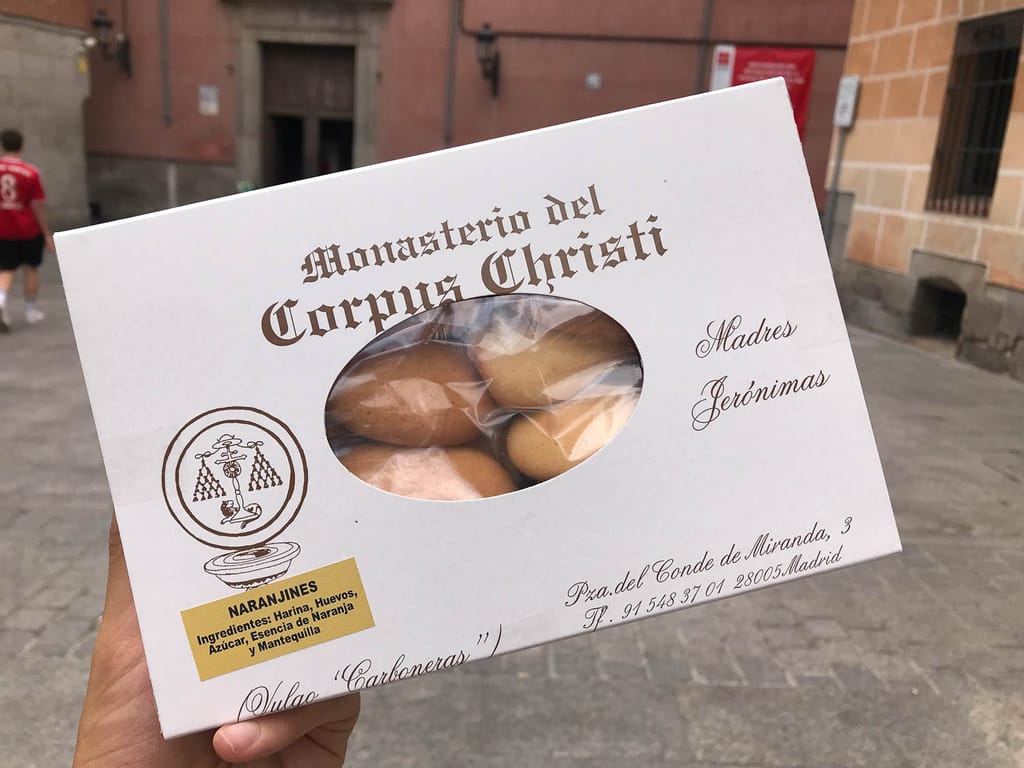 Monasterio del
Corpus Christi
Madres
Jerónimas
NARANJINES
Ingredientes: Harina, Huevos,
Azúcar, Esencia de Naranja
y Mantequilla
Pza.del Conde de Miranda, 3
Tf. 91 548 37 01 28005 Madrid
(Vulgo "Carboneras")
8